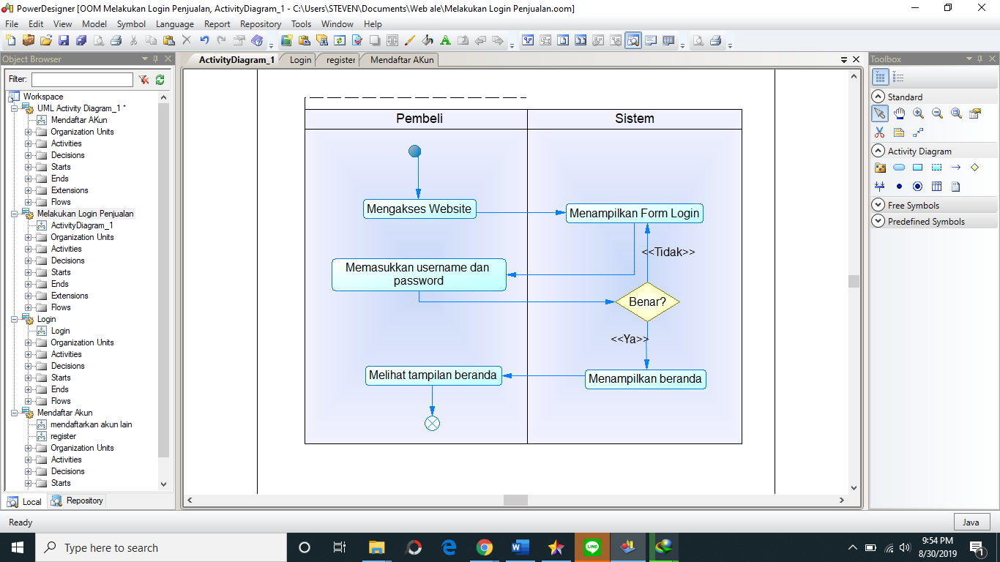 PowerDesigner [OOM Melakukan Login Penjualan, ActivityDiagram_1 - C:\Users\STEVEN\Documents\Web ale\Melakukan Login Penjualan.oom]
File Edit View Model Symbol Language Report Repository Tools Window Help
Object Browser
Filter:
Workspace
UML Activity Diagram_1 *
Mendaftar AKun
Organization Units
Activities
Decisions
Starts
Ends
Extensions
Flows
Melakukan Login Penjualan
ActivityDiagram_1
Organization Units
Activities
Decisions
Starts
Ends
Extensions
Flows
Login
Login
Organization Units
Activities
Decisions
Starts
Ends
Flows
Mendaftar Akun
mendaftarkan akun lain
register
Organization Units
Activities
Decisions
Starts
Local Repository
ActivityDiagram_1 Login register Mendaftar AKun
Pembeli Sistem
Mengakses Website
Menampilkan Form Login
<<Tidak>>
Memasukkan username dan
password
Benar?
<<Ya>>
Melihat tampilan beranda
Menampilkan beranda
Toolbox
Standard
Activity Diagram
Free Symbols
Predefined Symbols
Ready
Java
Type here to search
LINE
9:54 PM
8/30/2019
1